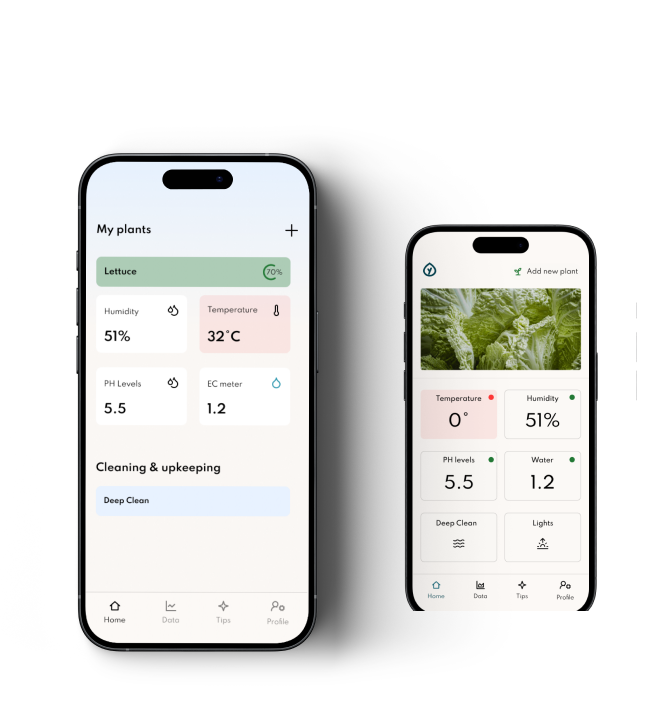 My plants
Lettuce
70%
Humidity
51%
Temperature
32°C
PH Levels
5.5
EC meter
1.2
Cleaning & upkeeping
Deep Clean
Home
Data
Tips
Profile
Add new plant
Temperature
0°
Humidity
51%
PH levels
5.5
Water
1.2
Deep Clean
Lights
Home
Data
Tips
Profile